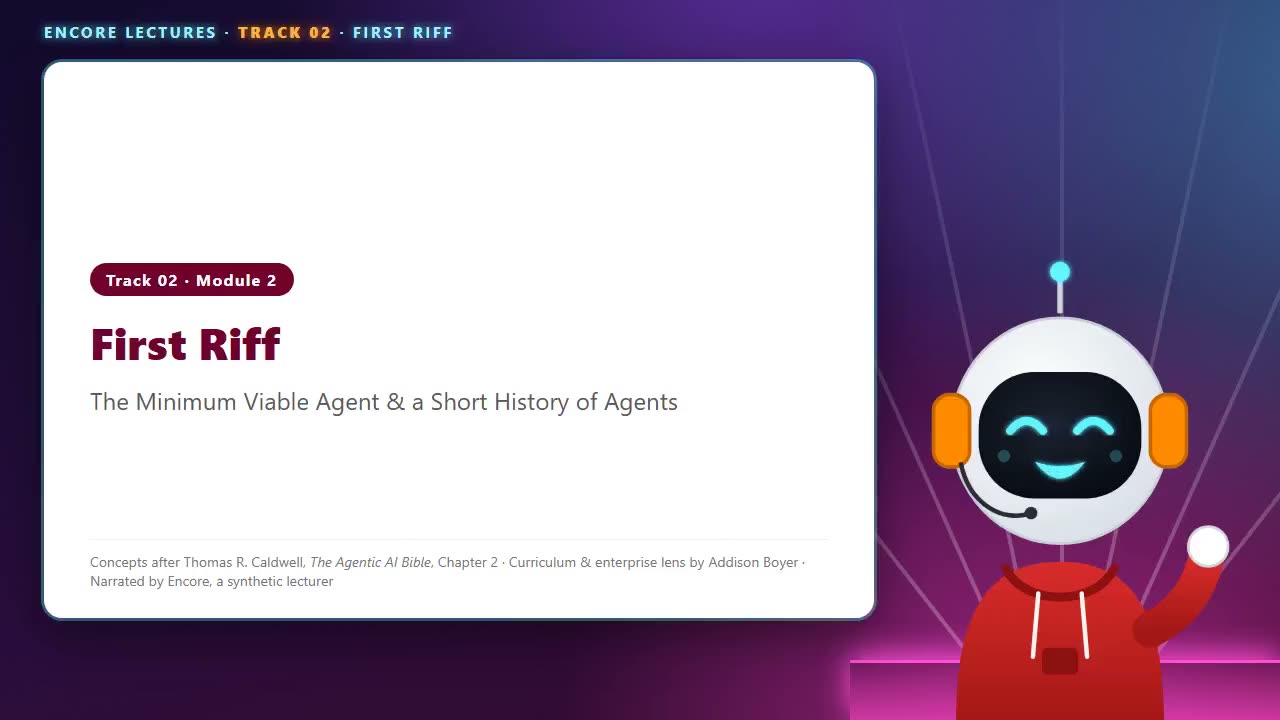 ENCORE LECTURES · TRACK 02 · FIRST RIFF
Track 02 · Module 2
First Riff
The Minimum Viable Agent & a Short History of Agents
Concepts after Thomas R. Caldwell, The Agentic AI Bible, Chapter 2 · Curriculum & enterprise lens by Addison Boyer ·
Narrated by Encore, a synthetic lecturer